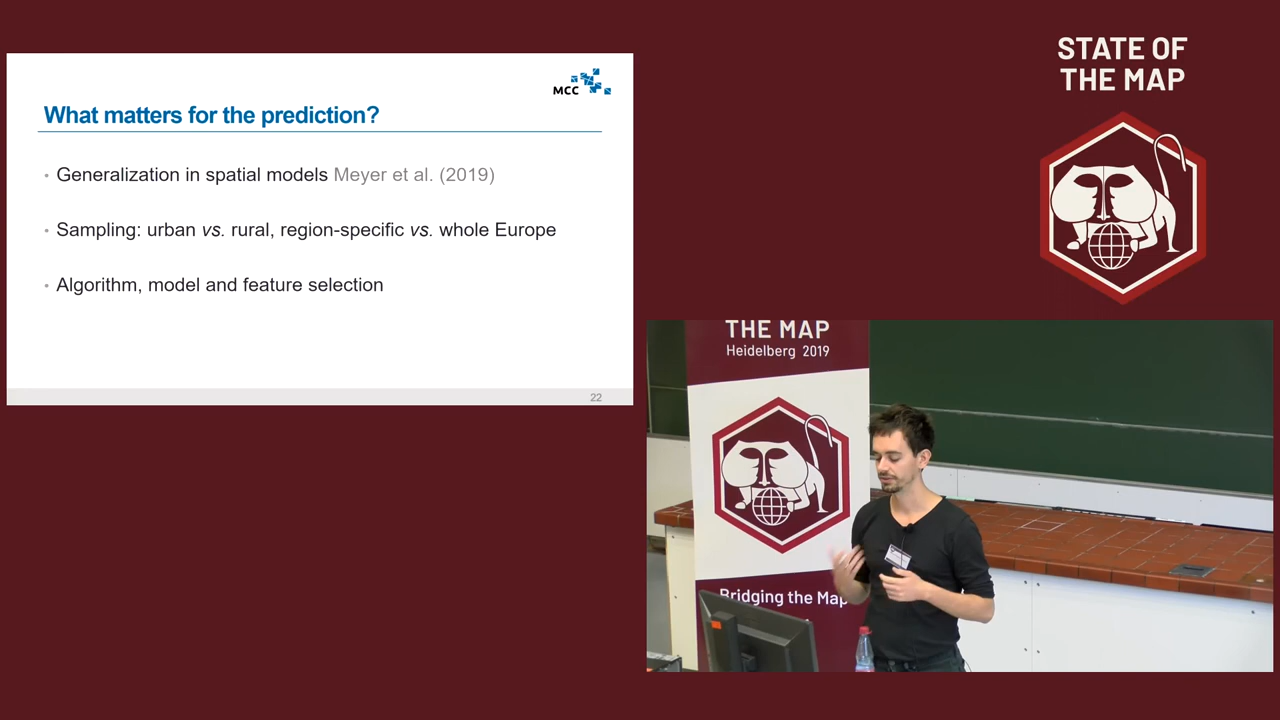 MCC
What matters for the prediction?
Generalization in spatial models Meyer et al. (2019)
Sampling: urban vs. rural, region-specific vs. whole Europe
Algorithm, model and feature selection
22
STATE OF
THE MAP
THE MAP
Heidelberg 2019
Bridging the Map